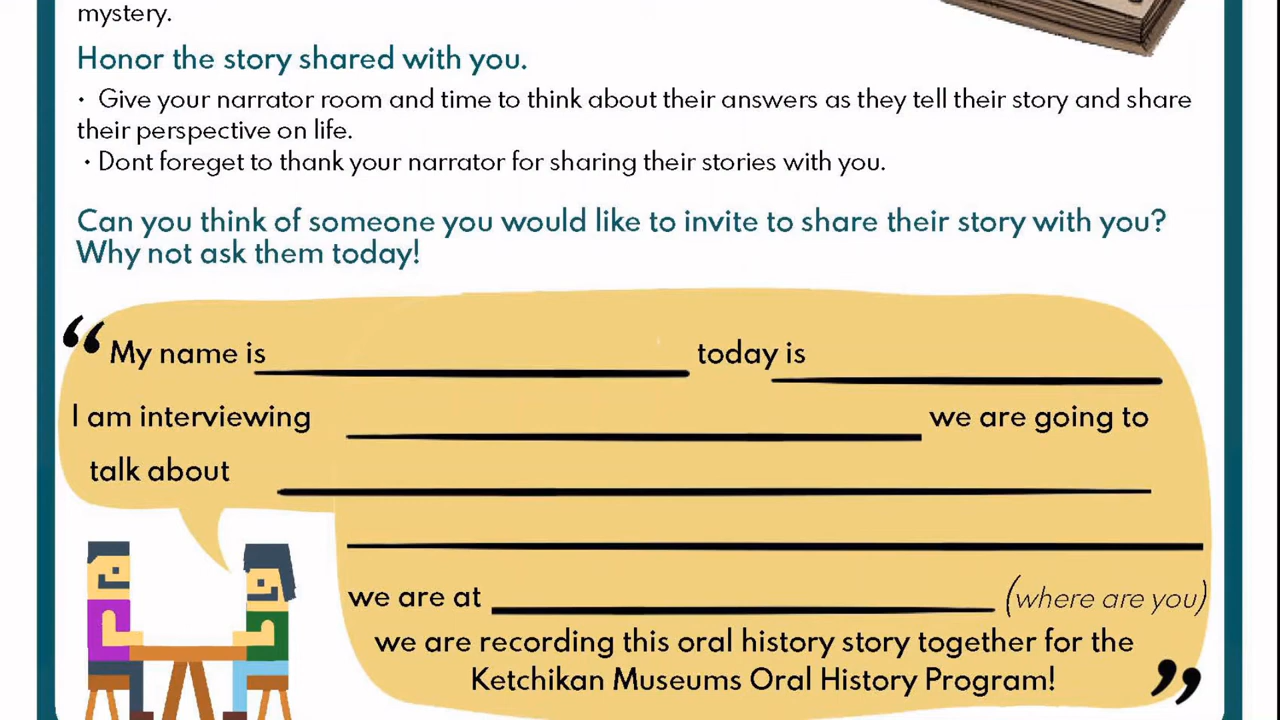 mystery.
Honor the story shared with you.
• Give your narrator room and time to think about their answers as they tell their story and share
their perspective on life.
• Dont foreget to thank your narrator for sharing their stories with you.
Can you think of someone you would like to invite to share their story with you?
Why not ask them today!
“My name is ____ today is ____
I am interviewing ____ we are going to
talk about ____
we are at ____ (where are you)
we are recording this oral history story together for the
Ketchikan Museums Oral History Program!”